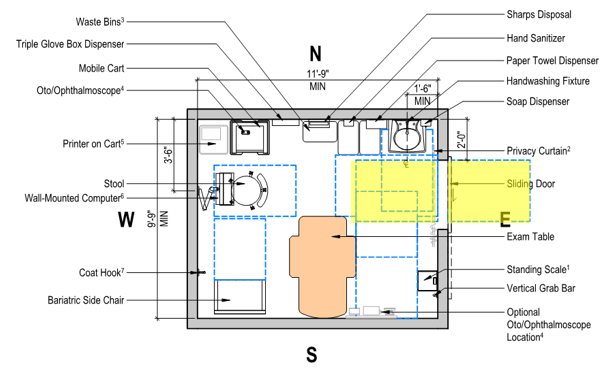 Waste Bins3
Sharps Disposal
Triple Glove Box Dispenser
N
Hand Sanitizer
Mobile Cart
11'-9"
MIN
Paper Towel Dispenser
Oto/Ophthalmoscope4
1'-6"
MIN
Handwashing Fixture
Soap Dispenser
Printer on Cart5
3'-6"
2'-0"
Privacy Curtain2
Stool
Sliding Door
Wall-Mounted Computer6
W
9'-9"
MIN
E
Exam Table
Coat Hook7
Standing Scale1
Vertical Grab Bar
Bariatric Side Chair
Optional
Oto/Ophthalmoscope
Location4
S